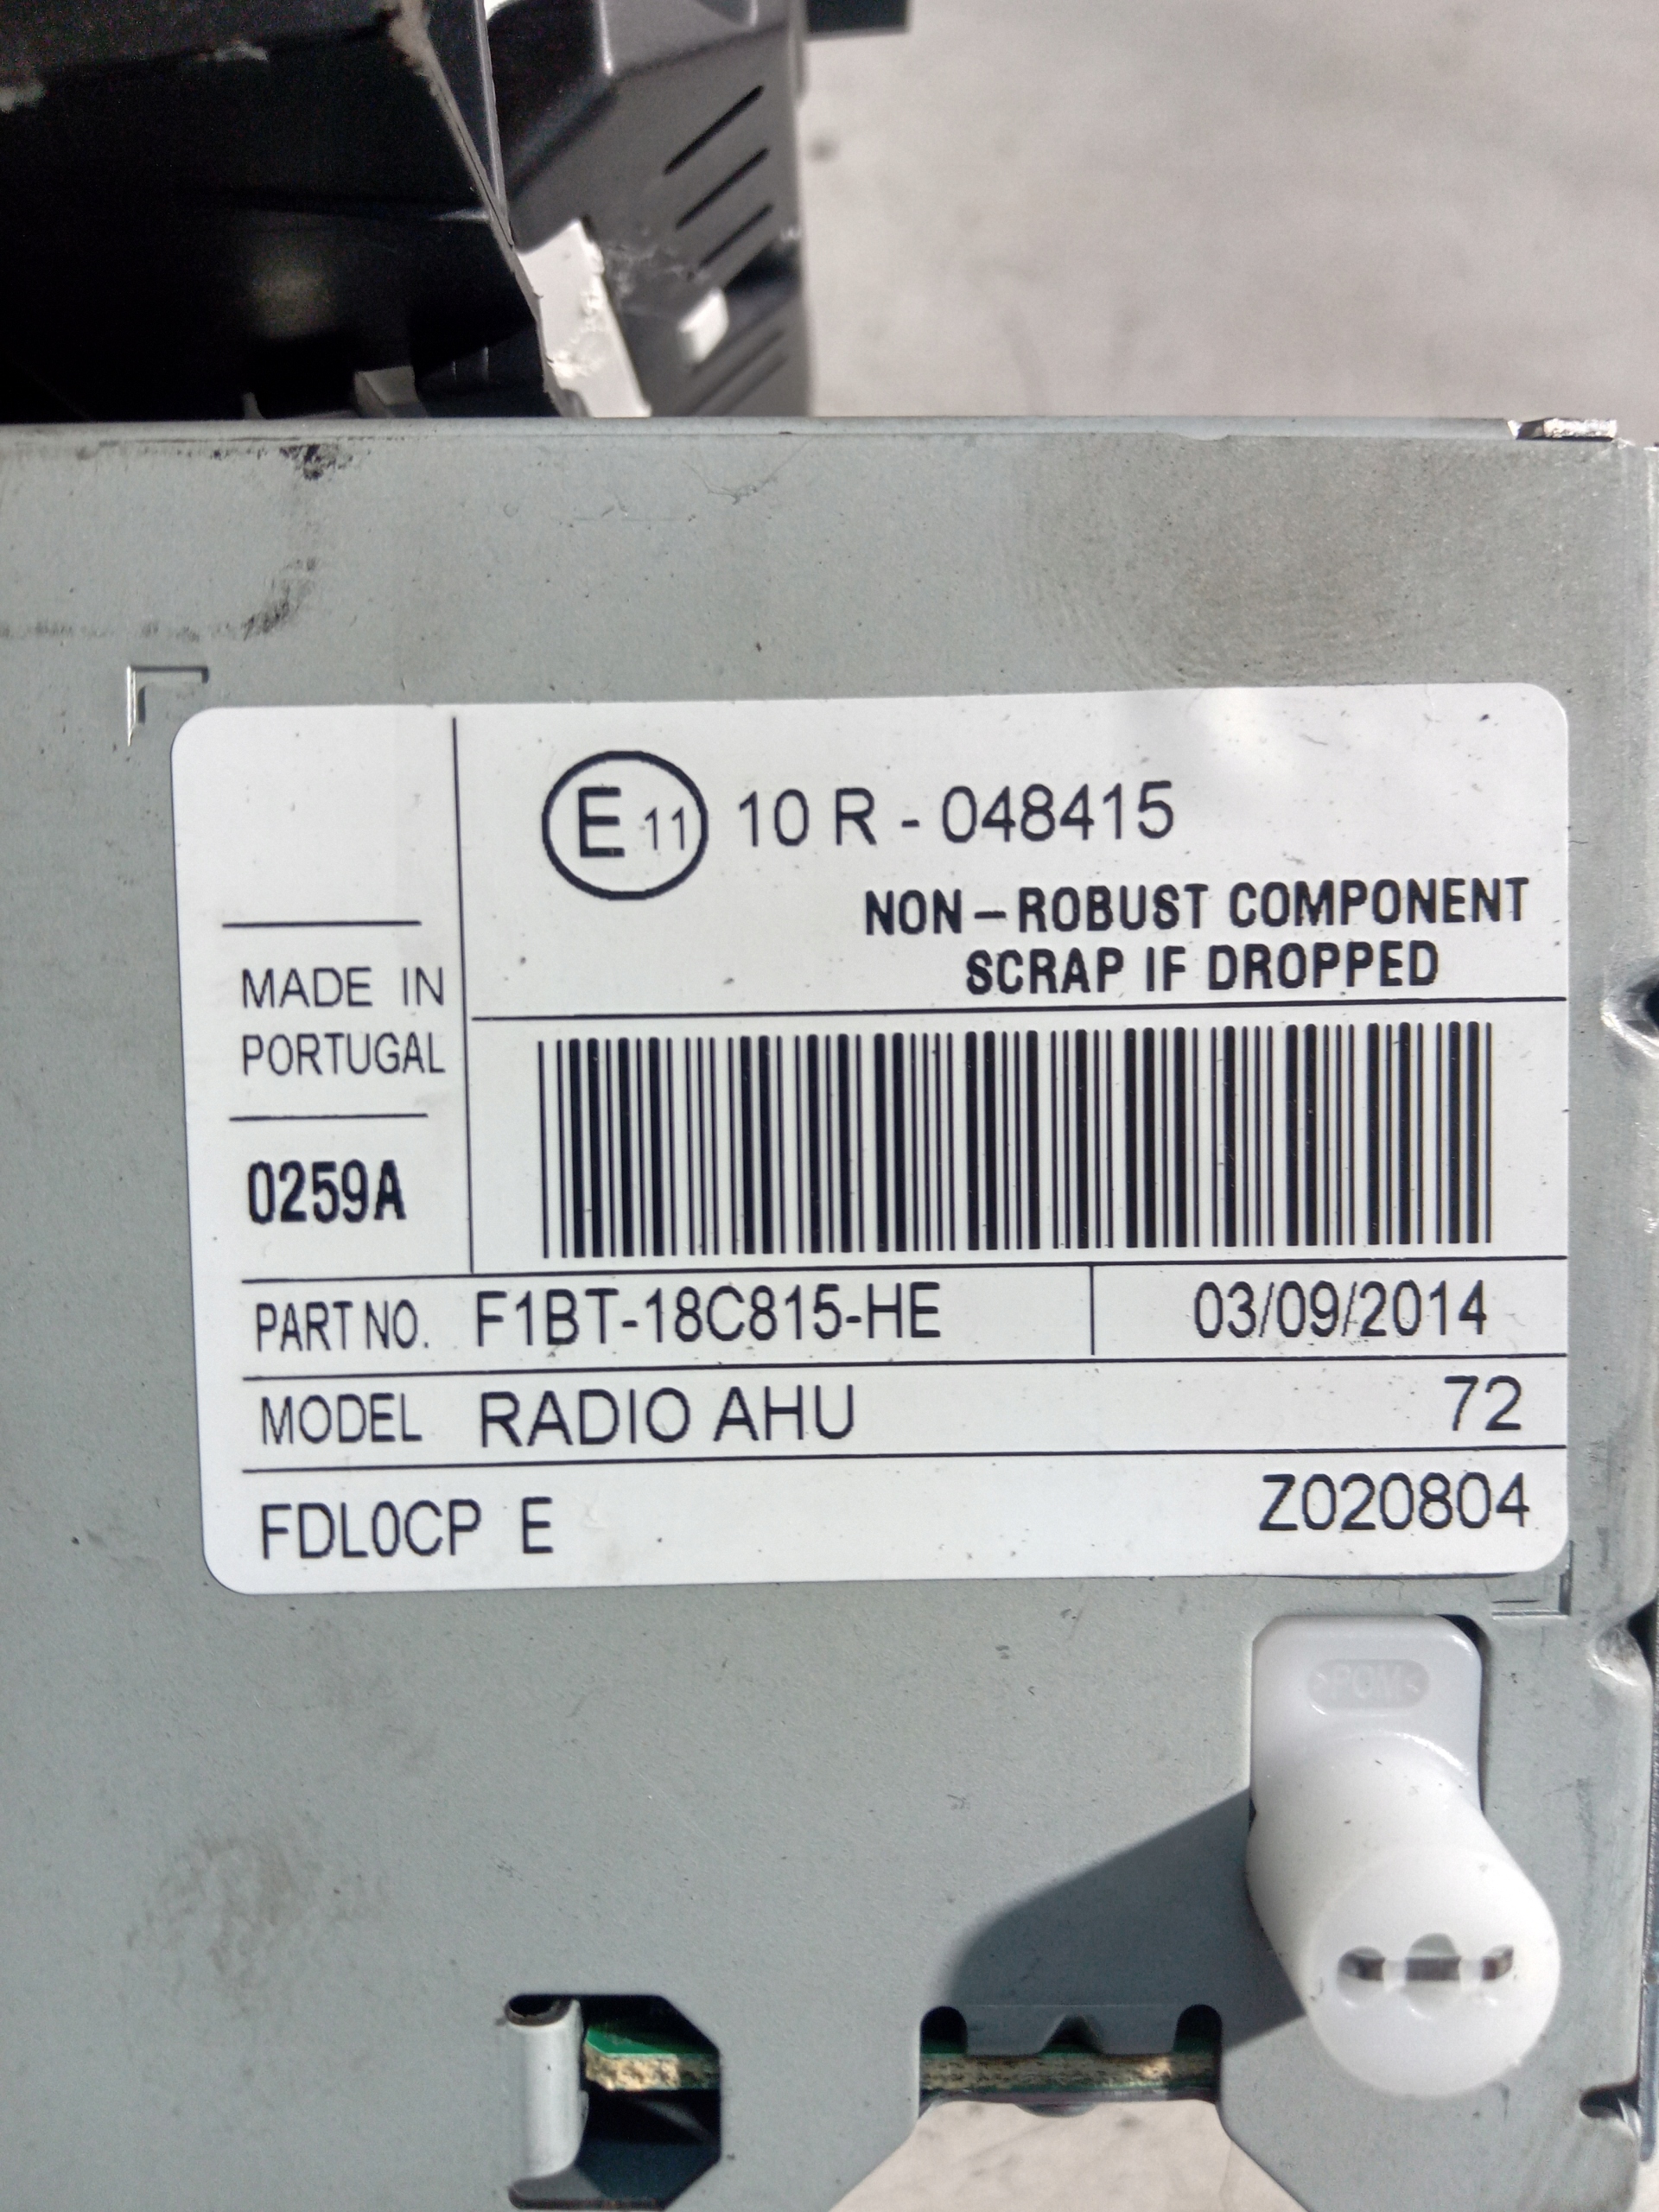 E 11 10 R - 048415
NON - ROBUST COMPONENT
SCRAP IF DROPPED
MADE IN
PORTUGAL
0259A
PART NO. F1BT-18C815-HE 03/09/2014
MODEL RADIO AHU 72
FDL0CP E Z020804
>POM<